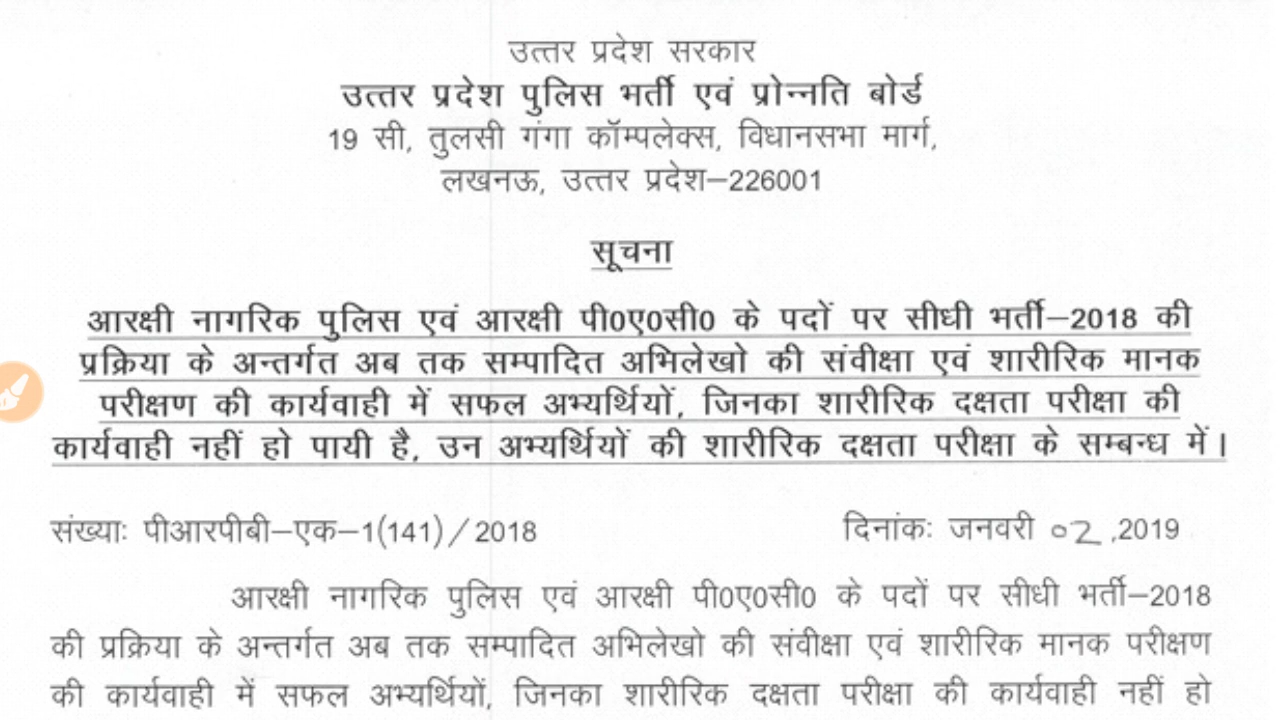 उत्तर प्रदेश सरकार
उत्तर प्रदेश पुलिस भर्ती एवं प्रोन्नति बोर्ड
19 सी, तुलसी गंगा कॉम्पलेक्स, विधानसभा मार्ग,
लखनऊ, उत्तर प्रदेश–226001
सूचना
आरक्षी नागरिक पुलिस एवं आरक्षी पी0ए0सी0 के पदों पर सीधी भर्ती–2018 की
प्रक्रिया के अन्तर्गत अब तक सम्पादित अभिलेखो की संवीक्षा एवं शारीरिक मानक
परीक्षण की कार्यवाही में सफल अभ्यर्थियों, जिनका शारीरिक दक्षता परीक्षा की
कार्यवाही नहीं हो पायी है, उन अभ्यर्थियों की शारीरिक दक्षता परीक्षा के सम्बन्ध में।
संख्याः पीआरपीबी–एक–1(141)/2018 दिनांकः जनवरी 02,2019
आरक्षी नागरिक पुलिस एवं आरक्षी पी0ए0सी0 के पदों पर सीधी भर्ती–2018
की प्रक्रिया के अन्तर्गत अब तक सम्पादित अभिलेखो की संवीक्षा एवं शारीरिक मानक परीक्षण
की कार्यवाही में सफल अभ्यर्थियों, जिनका शारीरिक दक्षता परीक्षा की कार्यवाही नहीं हो